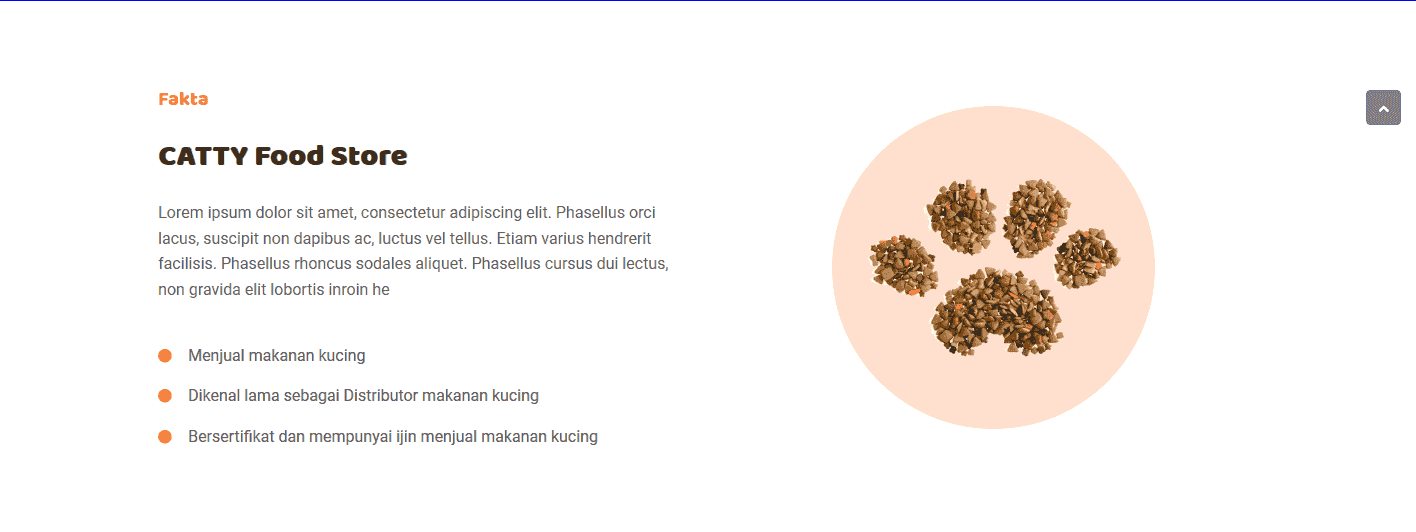 Fakta
CATTY Food Store
Lorem ipsum dolor sit amet, consectetur adipiscing elit. Phasellus orci
lacus, suscipit non dapibus ac, luctus vel tellus. Etiam varius hendrerit
facilisis. Phasellus rhoncus sodales aliquet. Phasellus cursus dui lectus,
non gravida elit lobortis inroin he
Menjual makanan kucing
Dikenal lama sebagai Distributor makanan kucing
Bersertifikat dan mempunyai ijin menjual makanan kucing